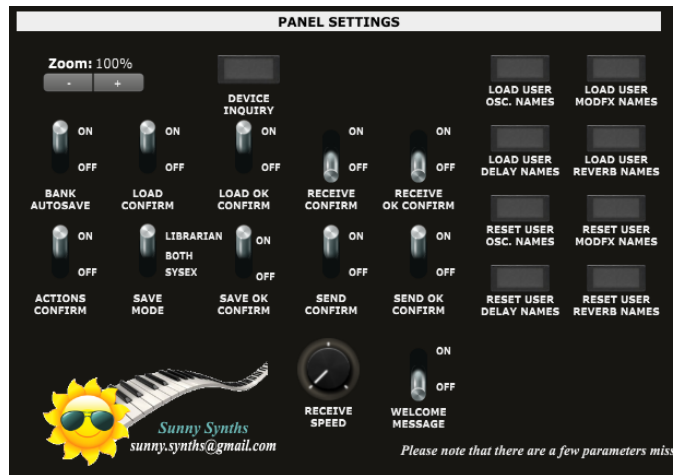 PANEL SETTINGS
Zoom: 100%
- +
DEVICE
INQUIRY
LOAD USER
OSC. NAMES
LOAD USER
MODFX NAMES
ON
OFF
BANK
AUTOSAVE
ON
OFF
LOAD
CONFIRM
ON
OFF
LOAD OK
CONFIRM
ON
OFF
RECEIVE
CONFIRM
ON
OFF
RECEIVE
OK CONFIRM
LOAD USER
DELAY NAMES
LOAD USER
REVERB NAMES
ON
OFF
ACTIONS
CONFIRM
LIBRARIAN
BOTH
SYSEX
SAVE
MODE
ON
OFF
SAVE OK
CONFIRM
ON
OFF
SEND
CONFIRM
ON
OFF
SEND OK
CONFIRM
RESET USER
OSC. NAMES
RESET USER
MODFX NAMES
RESET USER
DELAY NAMES
RESET USER
REVERB NAMES
RECEIVE
SPEED
ON
OFF
WELCOME
MESSAGE
Sunny Synths
sunny.synths@gmail.com
Please note that there are a few parameters miss